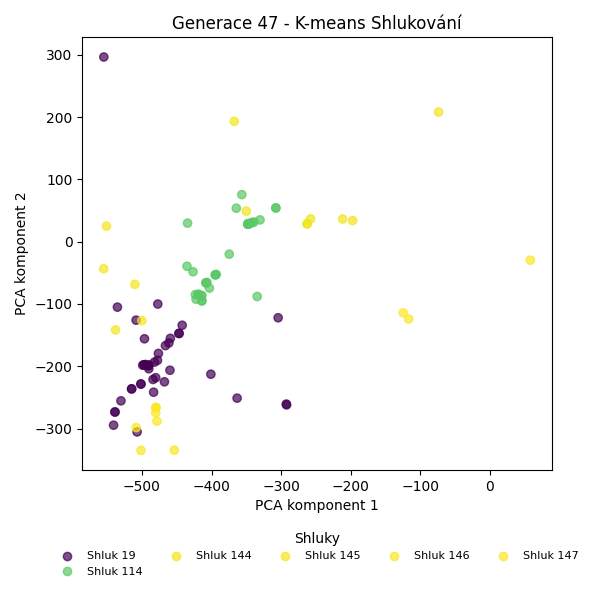 Generace 47 - K-means Shlukování
300
200
100
0
−100
−200
−300
PCA komponent 2
−500 −400 −300 −200 −100 0
PCA komponent 1
Shluky
Shluk 19 Shluk 144 Shluk 145 Shluk 146 Shluk 147
Shluk 114